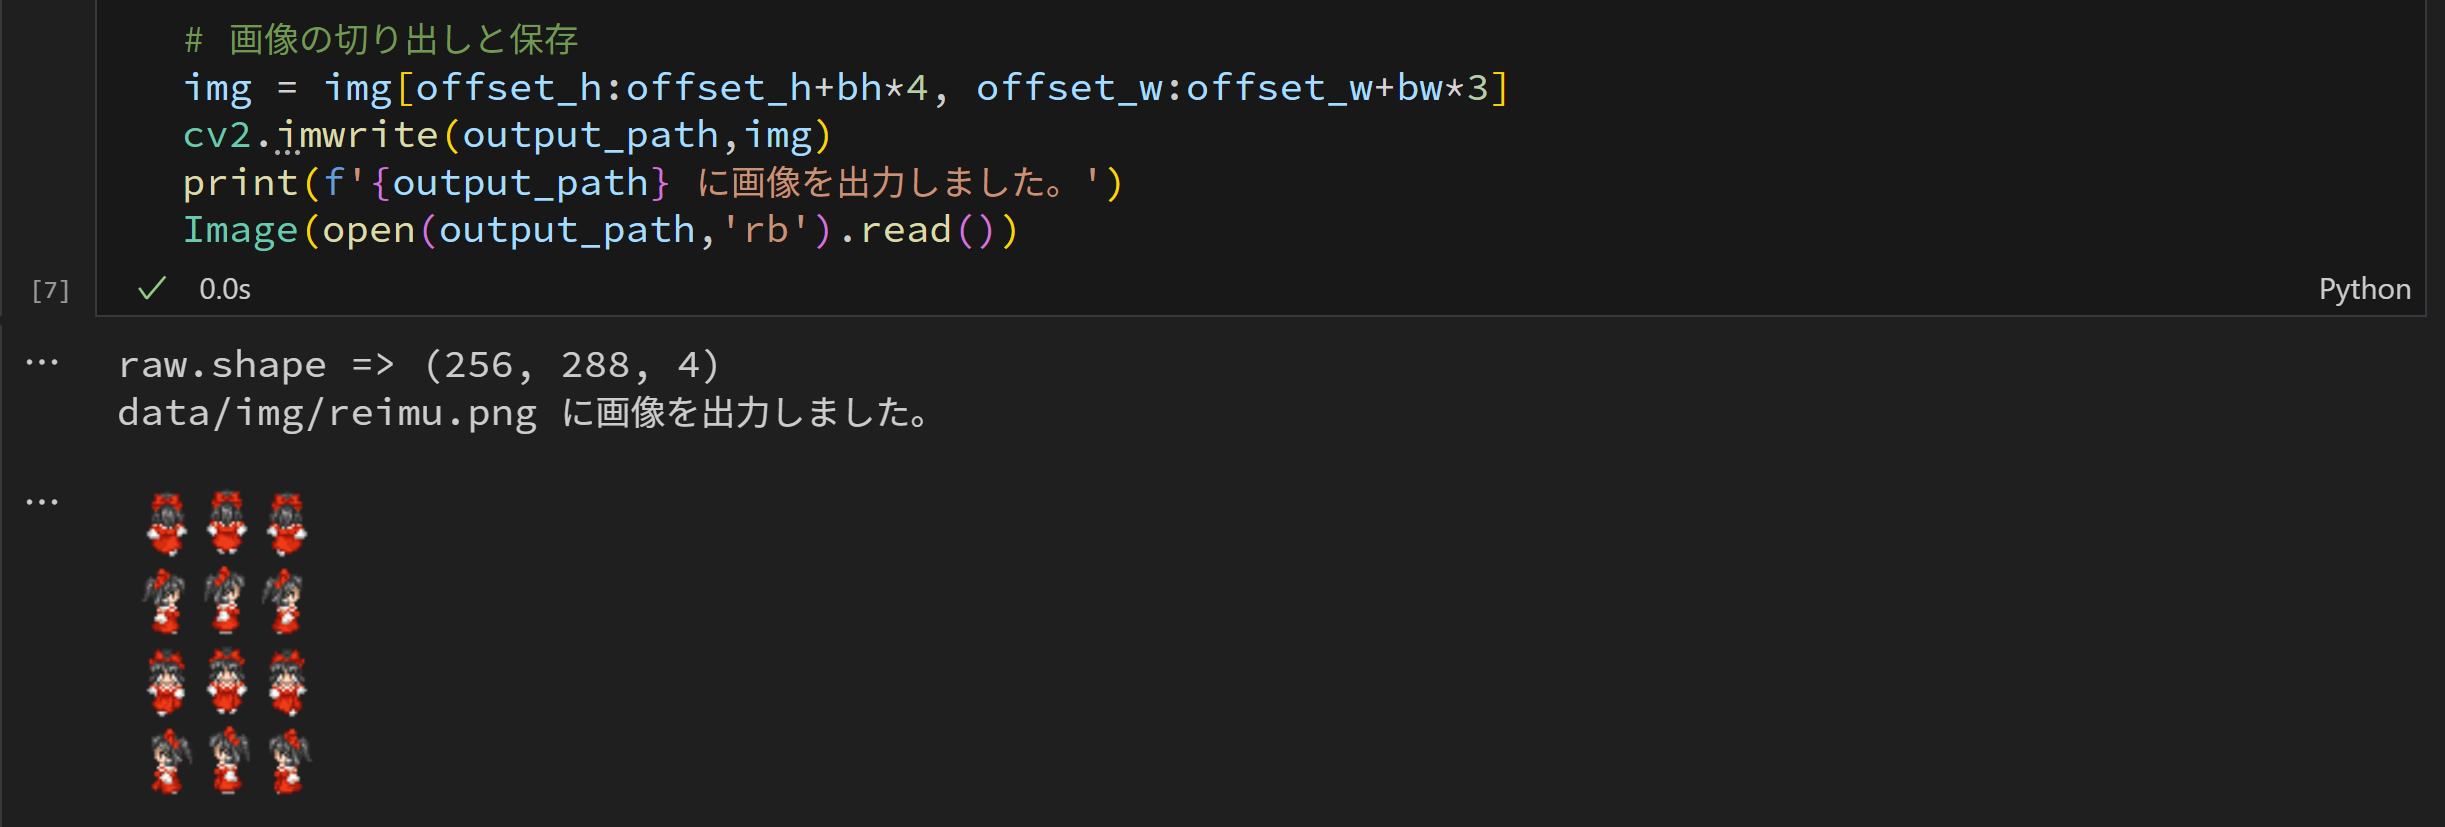 # 画像の切り出しと保存
img = img[offset_h:offset_h+bh*4, offset_w:offset_w+bw*3]
cv2.imwrite(output_path,img)
print(f'{output_path} に画像を出力しました。')
Image(open(output_path,'rb').read())
[7] ✓ 0.0s Python
... raw.shape => (256, 288, 4)
data/img/reimu.png に画像を出力しました。
...